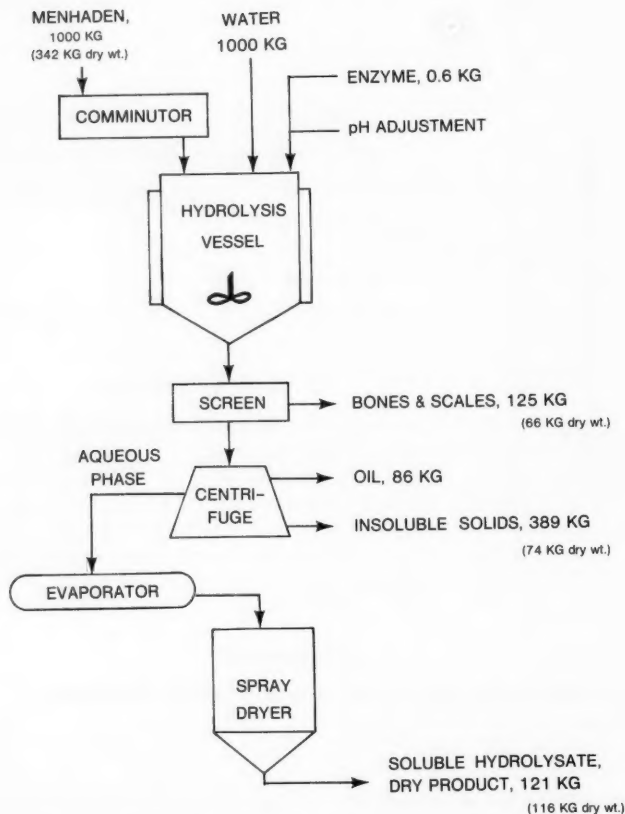 MENHADEN,
1000 KG
(342 KG dry wt.)
WATER
1000 KG
ENZYME, 0.6 KG
pH ADJUSTMENT
COMMINUTOR
HYDROLYSIS
VESSEL
SCREEN
BONES & SCALES, 125 KG
(66 KG dry wt.)
AQUEOUS
PHASE
CENTRI-
FUGE
OIL, 86 KG
INSOLUBLE SOLIDS, 389 KG
(74 KG dry wt.)
EVAPORATOR
SPRAY
DRYER
SOLUBLE HYDROLYSATE,
DRY PRODUCT, 121 KG
(116 KG dry wt.)